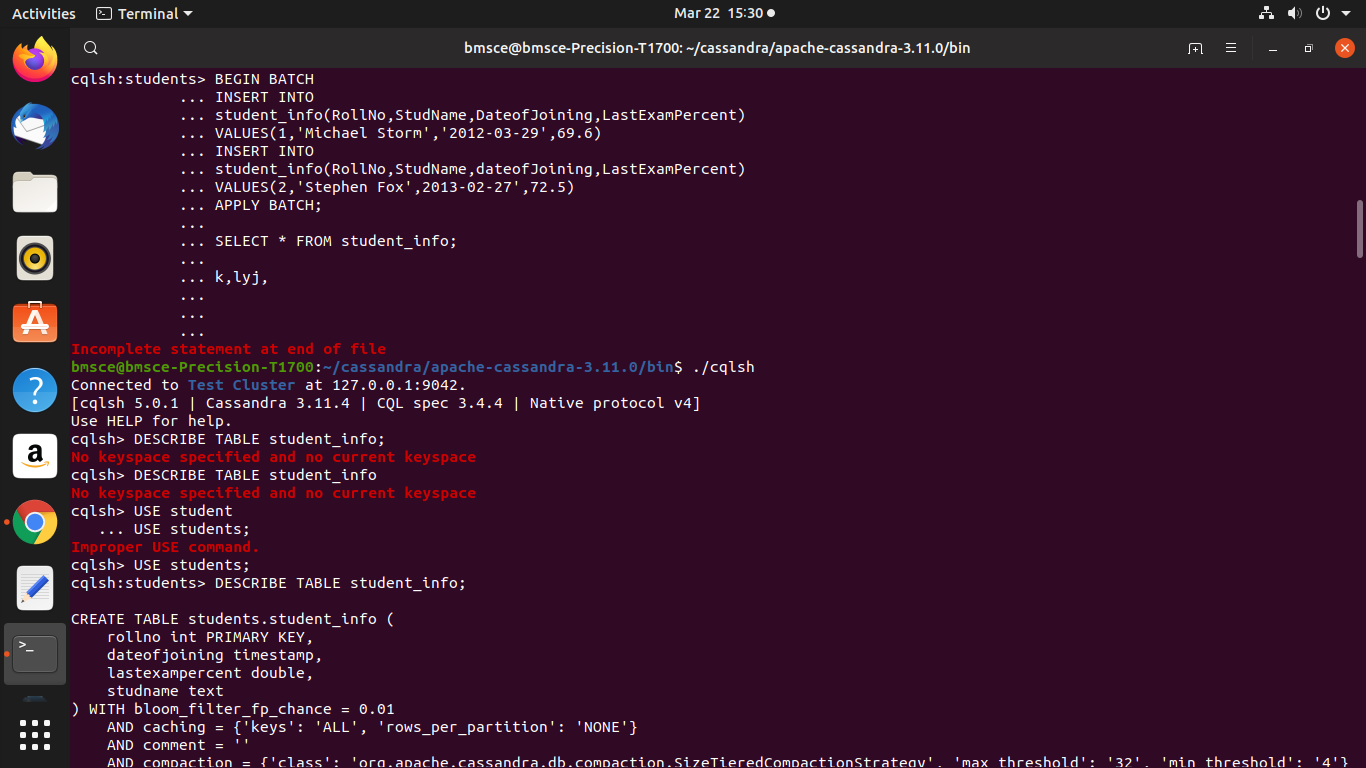 Activities Terminal Mar 22 15:30
bmsce@bmsce-Precision-T1700: ~/cassandra/apache-cassandra-3.11.0/bin
cqlsh:students> BEGIN BATCH
... INSERT INTO
... student_info(RollNo,StudName,DateofJoining,LastExamPercent)
... VALUES(1,'Michael Storm','2012-03-29',69.6)
... INSERT INTO
... student_info(RollNo,StudName,dateofJoining,LastExamPercent)
... VALUES(2,'Stephen Fox',2013-02-27',72.5)
... APPLY BATCH;
...
... SELECT * FROM student_info;
...
... k,lyj,
...
...
...
Incomplete statement at end of file
bmsce@bmsce-Precision-T1700:~/cassandra/apache-cassandra-3.11.0/bin$ ./cqlsh
Connected to Test Cluster at 127.0.0.1:9042.
[cqlsh 5.0.1 | Cassandra 3.11.4 | CQL spec 3.4.4 | Native protocol v4]
Use HELP for help.
cqlsh> DESCRIBE TABLE student_info;
No keyspace specified and no current keyspace
cqlsh> DESCRIBE TABLE student_info
No keyspace specified and no current keyspace
cqlsh> USE student
... USE students;
Improper USE command.
cqlsh> USE students;
cqlsh:students> DESCRIBE TABLE student_info;
CREATE TABLE students.student_info (
rollno int PRIMARY KEY,
dateofjoining timestamp,
lastexampercent double,
studname text
) WITH bloom_filter_fp_chance = 0.01
AND caching = {'keys': 'ALL', 'rows_per_partition': 'NONE'}
AND comment = ''
AND compaction = {'class': 'org.apache.cassandra.db.compaction.SizeTieredCompactionStrategy', 'max_threshold': '32', 'min_threshold': '4'}